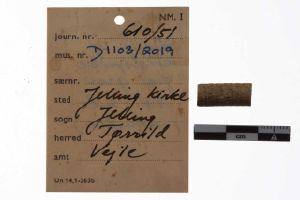 NM. I
journ. nr. 610/51
mus. nr. D1103/2019
særnr.
sted Jelling Kirke
sogn Jelling
herred Tørrild
amt Vejle
Un 14,1-263b
cm